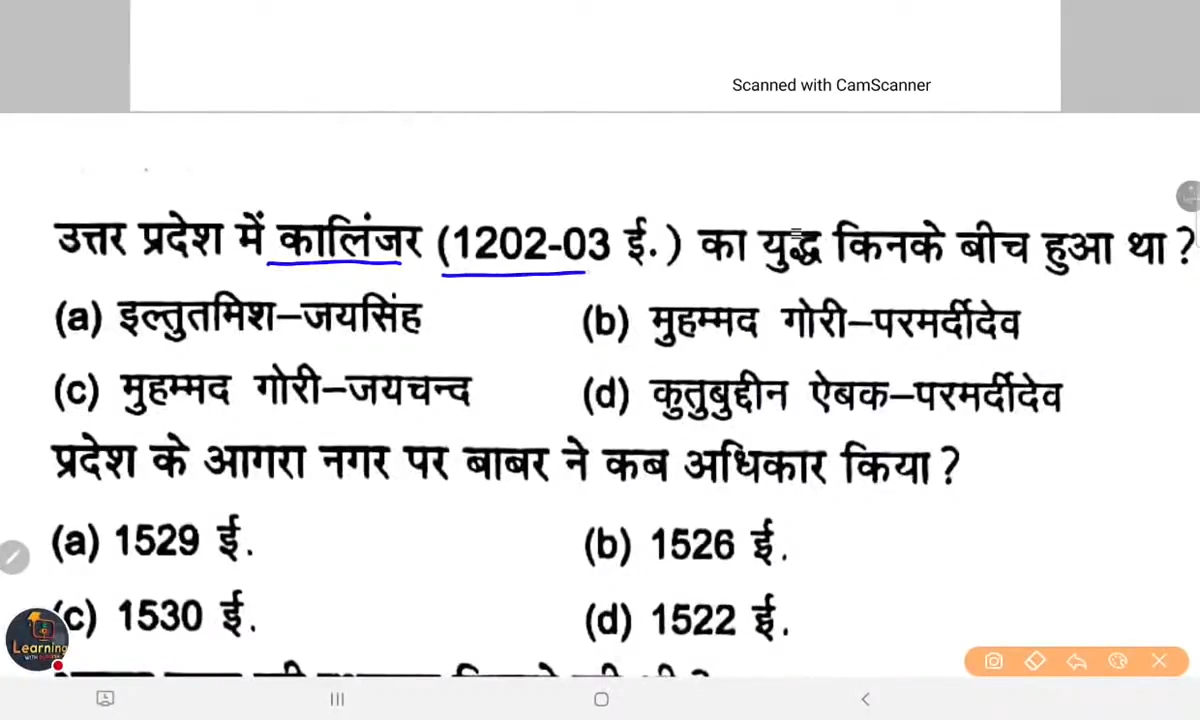 Scanned with CamScanner
उत्तर प्रदेश में कालिंजर (1202-03 ई.) का युद्ध किनके बीच हुआ था?
(a) इल्तुतमिश–जयसिंह (b) मुहम्मद गोरी–परमर्दीदेव
(c) मुहम्मद गोरी–जयचन्द (d) कुतुबुद्दीन ऐबक–परमर्दीदेव
प्रदेश के आगरा नगर पर बाबर ने कब अधिकार किया?
(a) 1529 ई. (b) 1526 ई.
(c) 1530 ई. (d) 1522 ई.
Learning